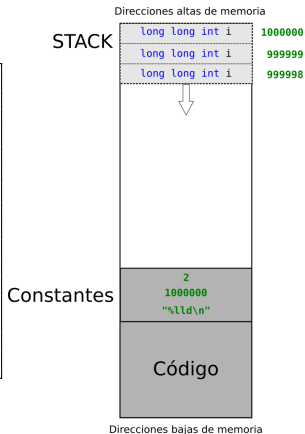 Direcciones altas de memoria
STACK
long long int i 1000000
long long int i 999999
long long int i 999998
Constantes
2
1000000
"%lld\n"
Código
Direcciones bajas de memoria